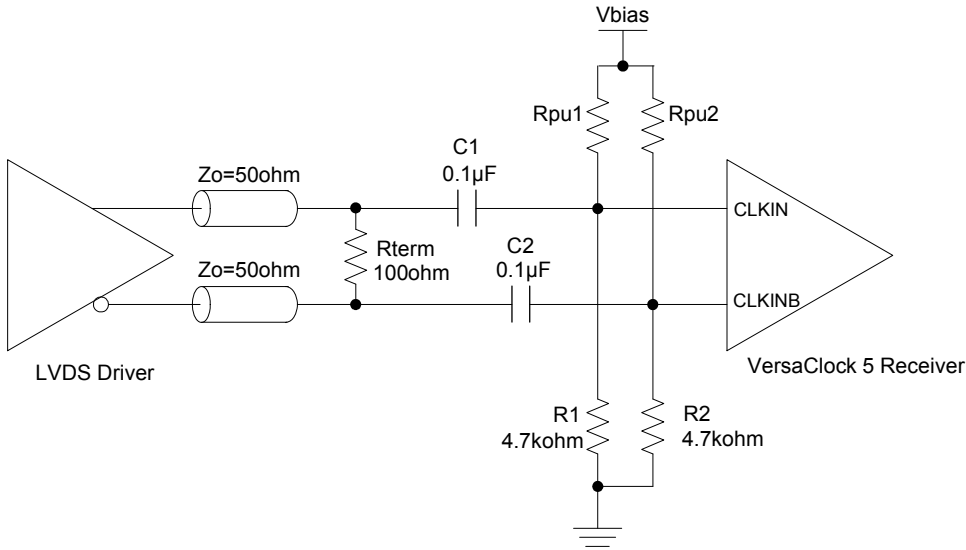 Vbias
Rpu1
Rpu2
C1
0.1µF
Zo=50ohm
CLKIN
Rterm
100ohm
C2
0.1µF
Zo=50ohm
CLKINB
LVDS Driver
VersaClock 5 Receiver
R1
4.7kohm
R2
4.7kohm